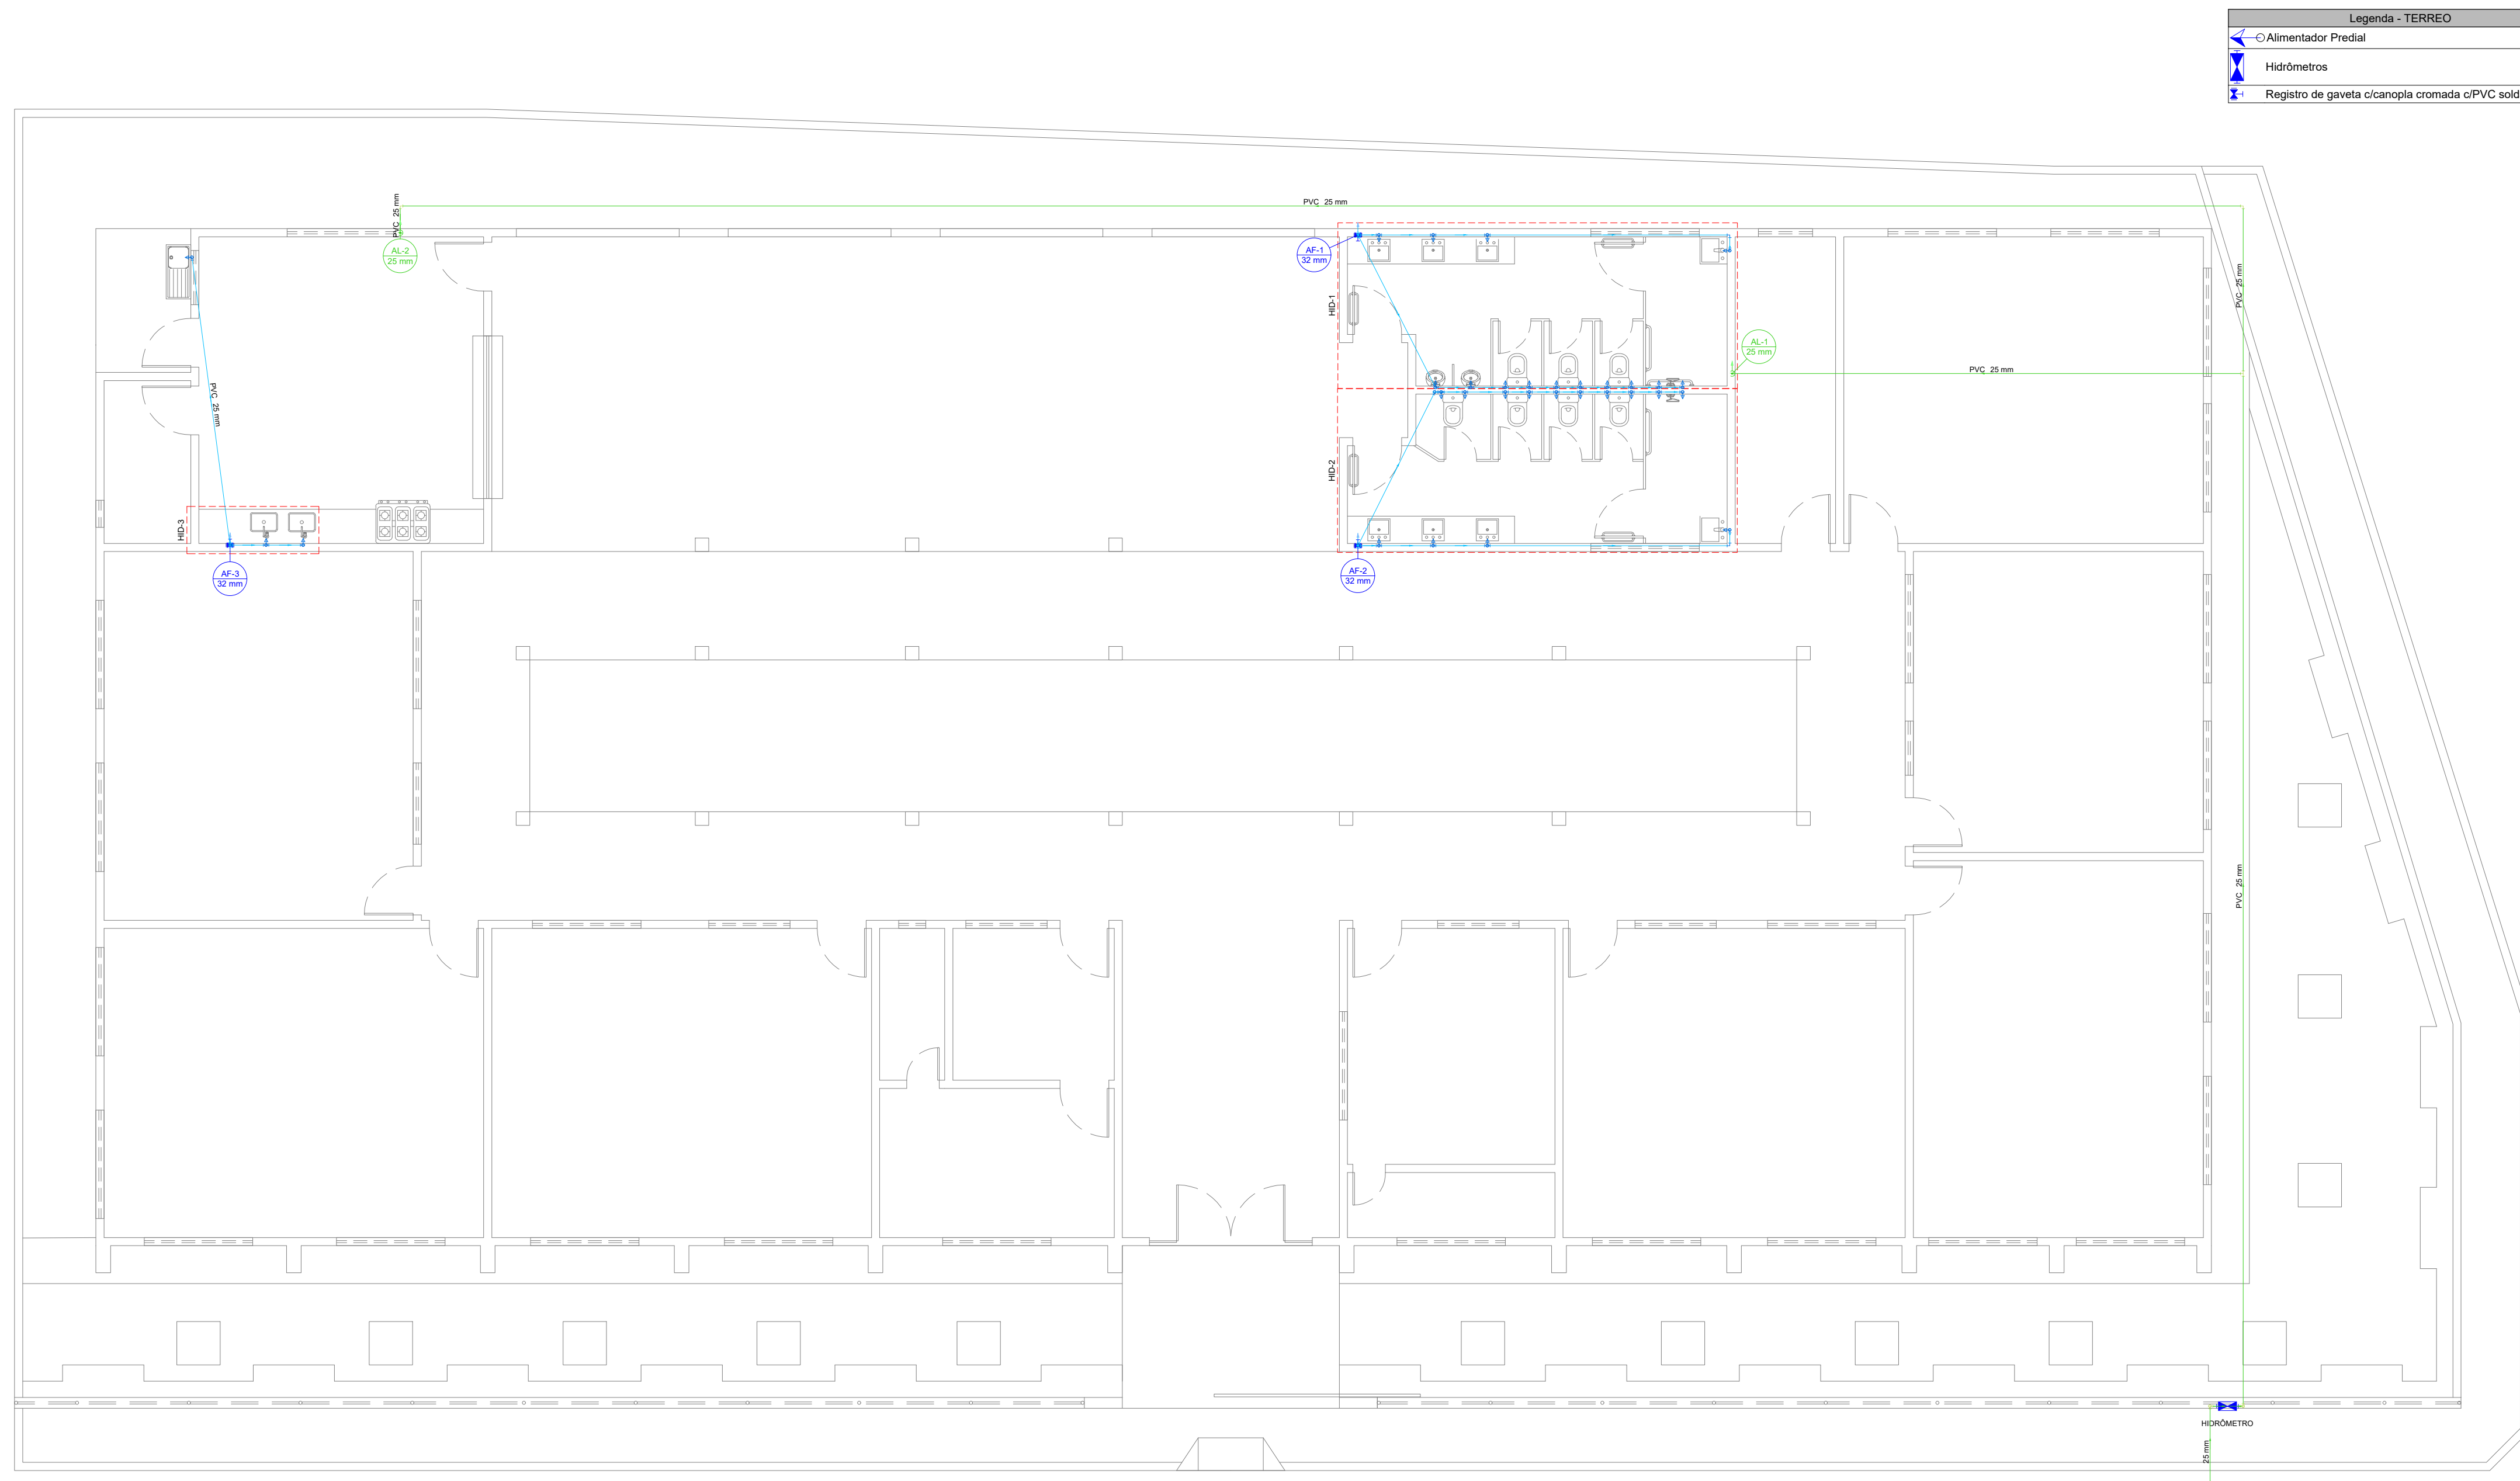 Legenda - TERREO
Alimentador Predial
Hidrômetros
Registro de gaveta c/canopla cromada c/PVC sold
PVC 25 mm
PVC 25 mm
AL-2
25 mm
AF-1
32 mm
HID-1
PVC 25 mm
AL-1
25 mm
PVC 25 mm
PVC 25 mm
HID-2
HID-3
AF-3
32 mm
AF-2
32 mm
PVC 25 mm
HIDRÔMETRO
25 mm